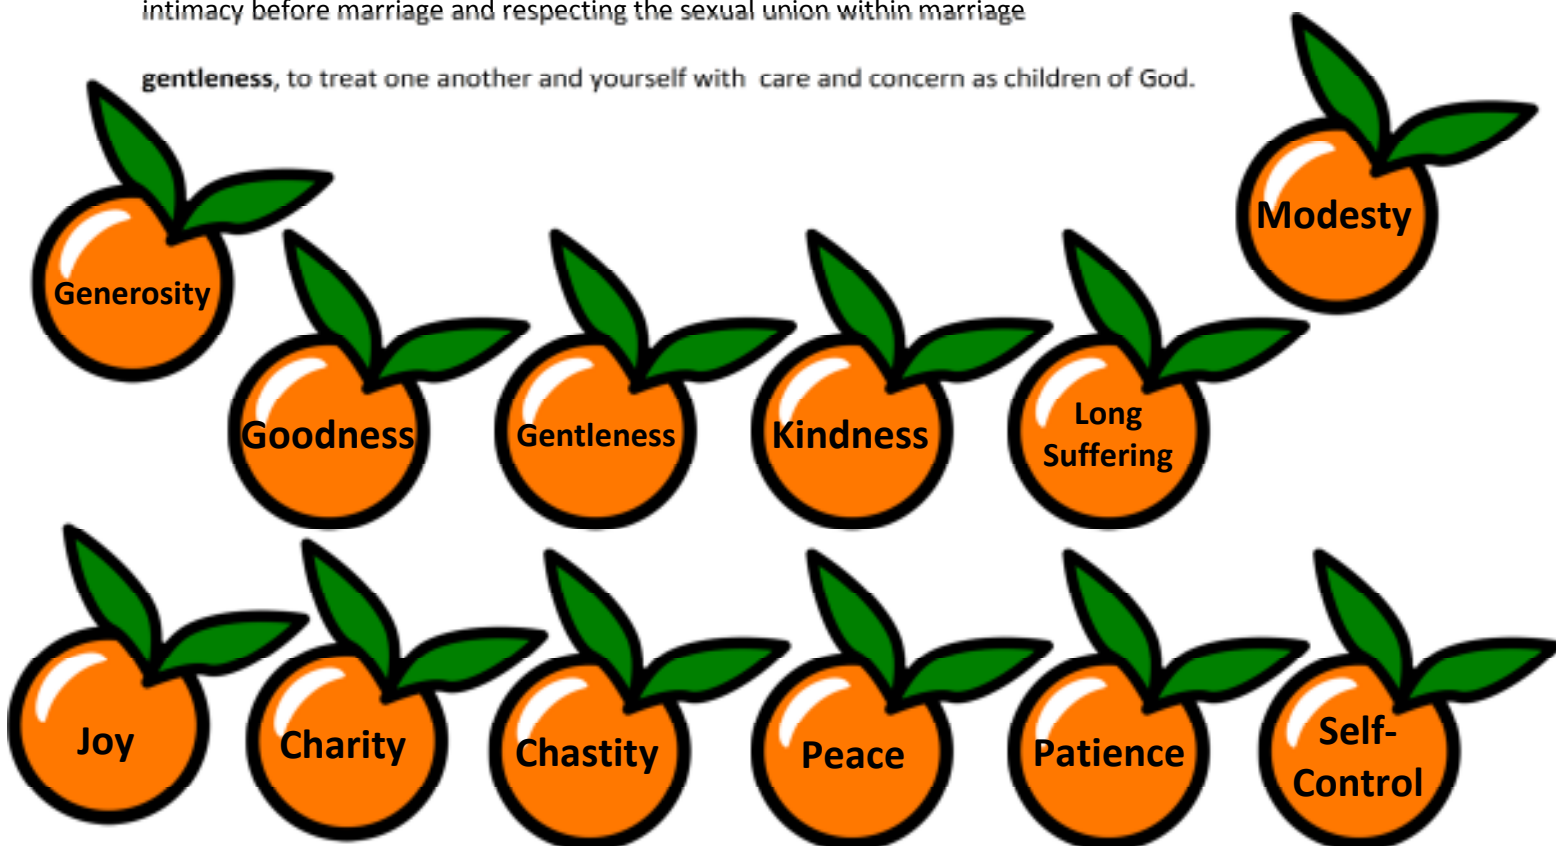 intimacy before marriage and respecting the sexual union within marriage
gentleness, to treat one another and yourself with care and concern as children of God.
Modesty
Generosity
Goodness
Gentleness
Kindness
Long
Suffering
Joy
Charity
Chastity
Peace
Patience
Self-
Control